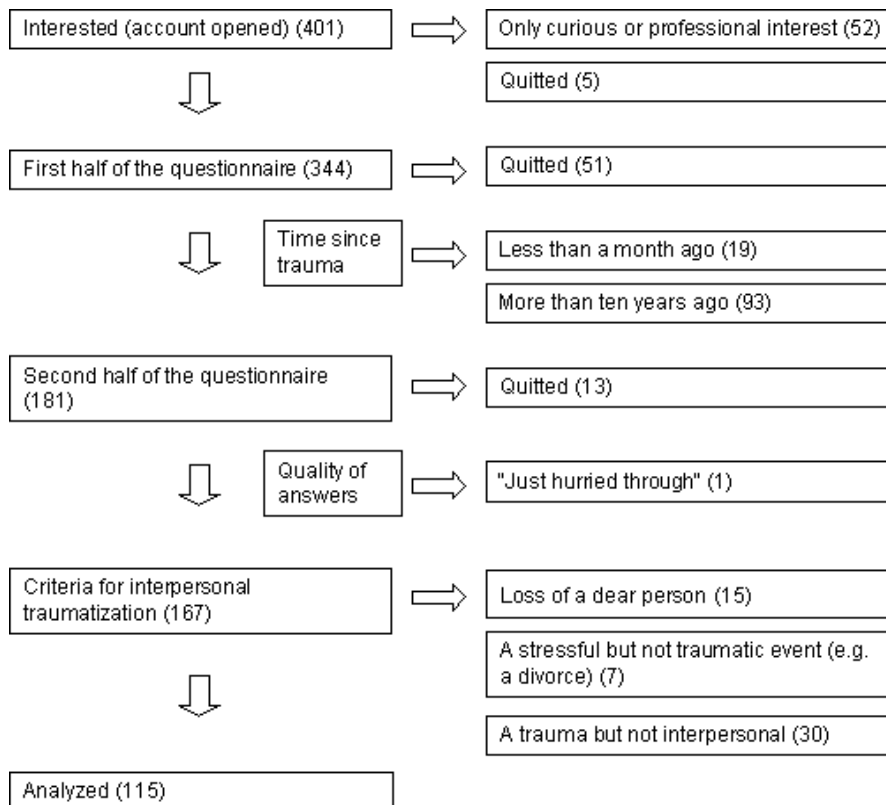 Interested (account opened) (401)
Only curious or professional interest (52)
Quitted (5)
First half of the questionnaire (344)
Quitted (51)
Time since
trauma
Less than a month ago (19)
More than ten years ago (93)
Second half of the questionnaire
(181)
Quitted (13)
Quality of
answers
"Just hurried through" (1)
Criteria for interpersonal
traumatization (167)
Loss of a dear person (15)
A stressful but not traumatic event (e.g.
a divorce) (7)
A trauma but not interpersonal (30)
Analyzed (115)